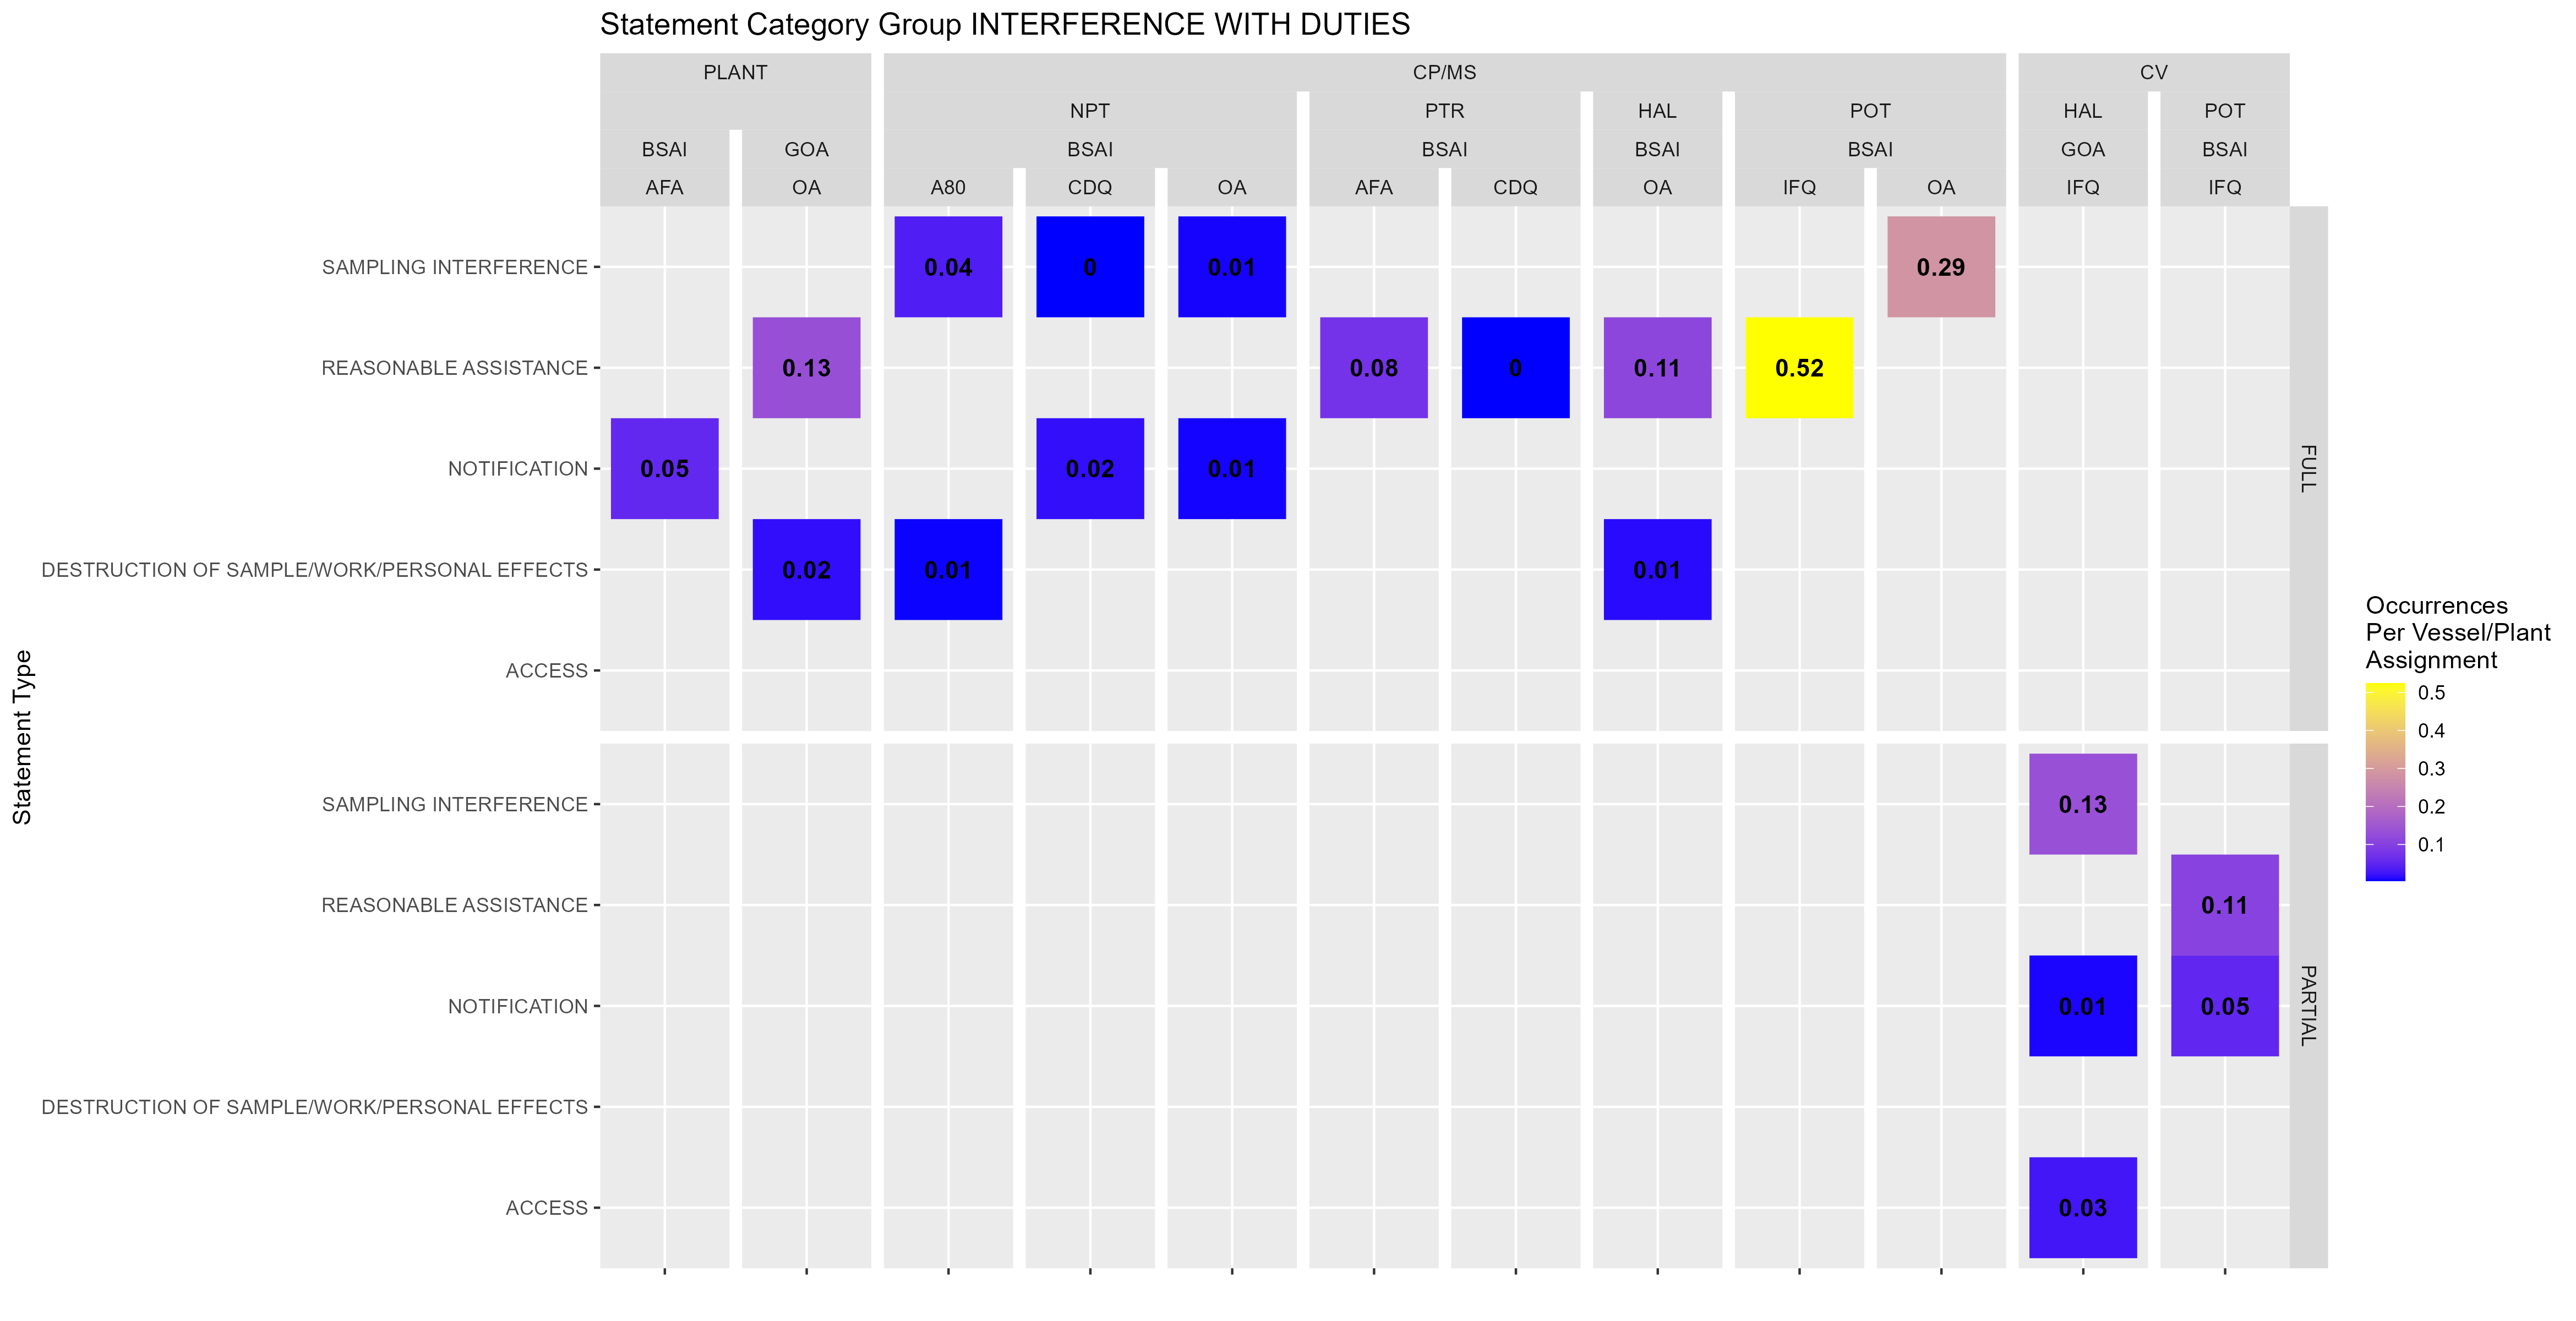 Statement Category Group INTERFERENCE WITH DUTIES
PLANT CP/MS CV
NPT PTR HAL POT HAL POT
BSAI GOA BSAI BSAI BSAI BSAI GOA BSAI
AFA OA A80 CDQ OA AFA CDQ OA IFQ OA IFQ IFQ
SAMPLING INTERFERENCE 0.04 0 0.01 0.29
REASONABLE ASSISTANCE 0.13 0.08 0 0.11 0.52
NOTIFICATION 0.05 0.02 0.01
DESTRUCTION OF SAMPLE/WORK/PERSONAL EFFECTS 0.02 0.01 0.01
ACCESS
FULL
SAMPLING INTERFERENCE 0.13
REASONABLE ASSISTANCE 0.11
NOTIFICATION 0.01 0.05
DESTRUCTION OF SAMPLE/WORK/PERSONAL EFFECTS
ACCESS 0.03
PARTIAL
Statement Type
Occurrences
Per Vessel/Plant
Assignment
0.5
0.4
0.3
0.2
0.1